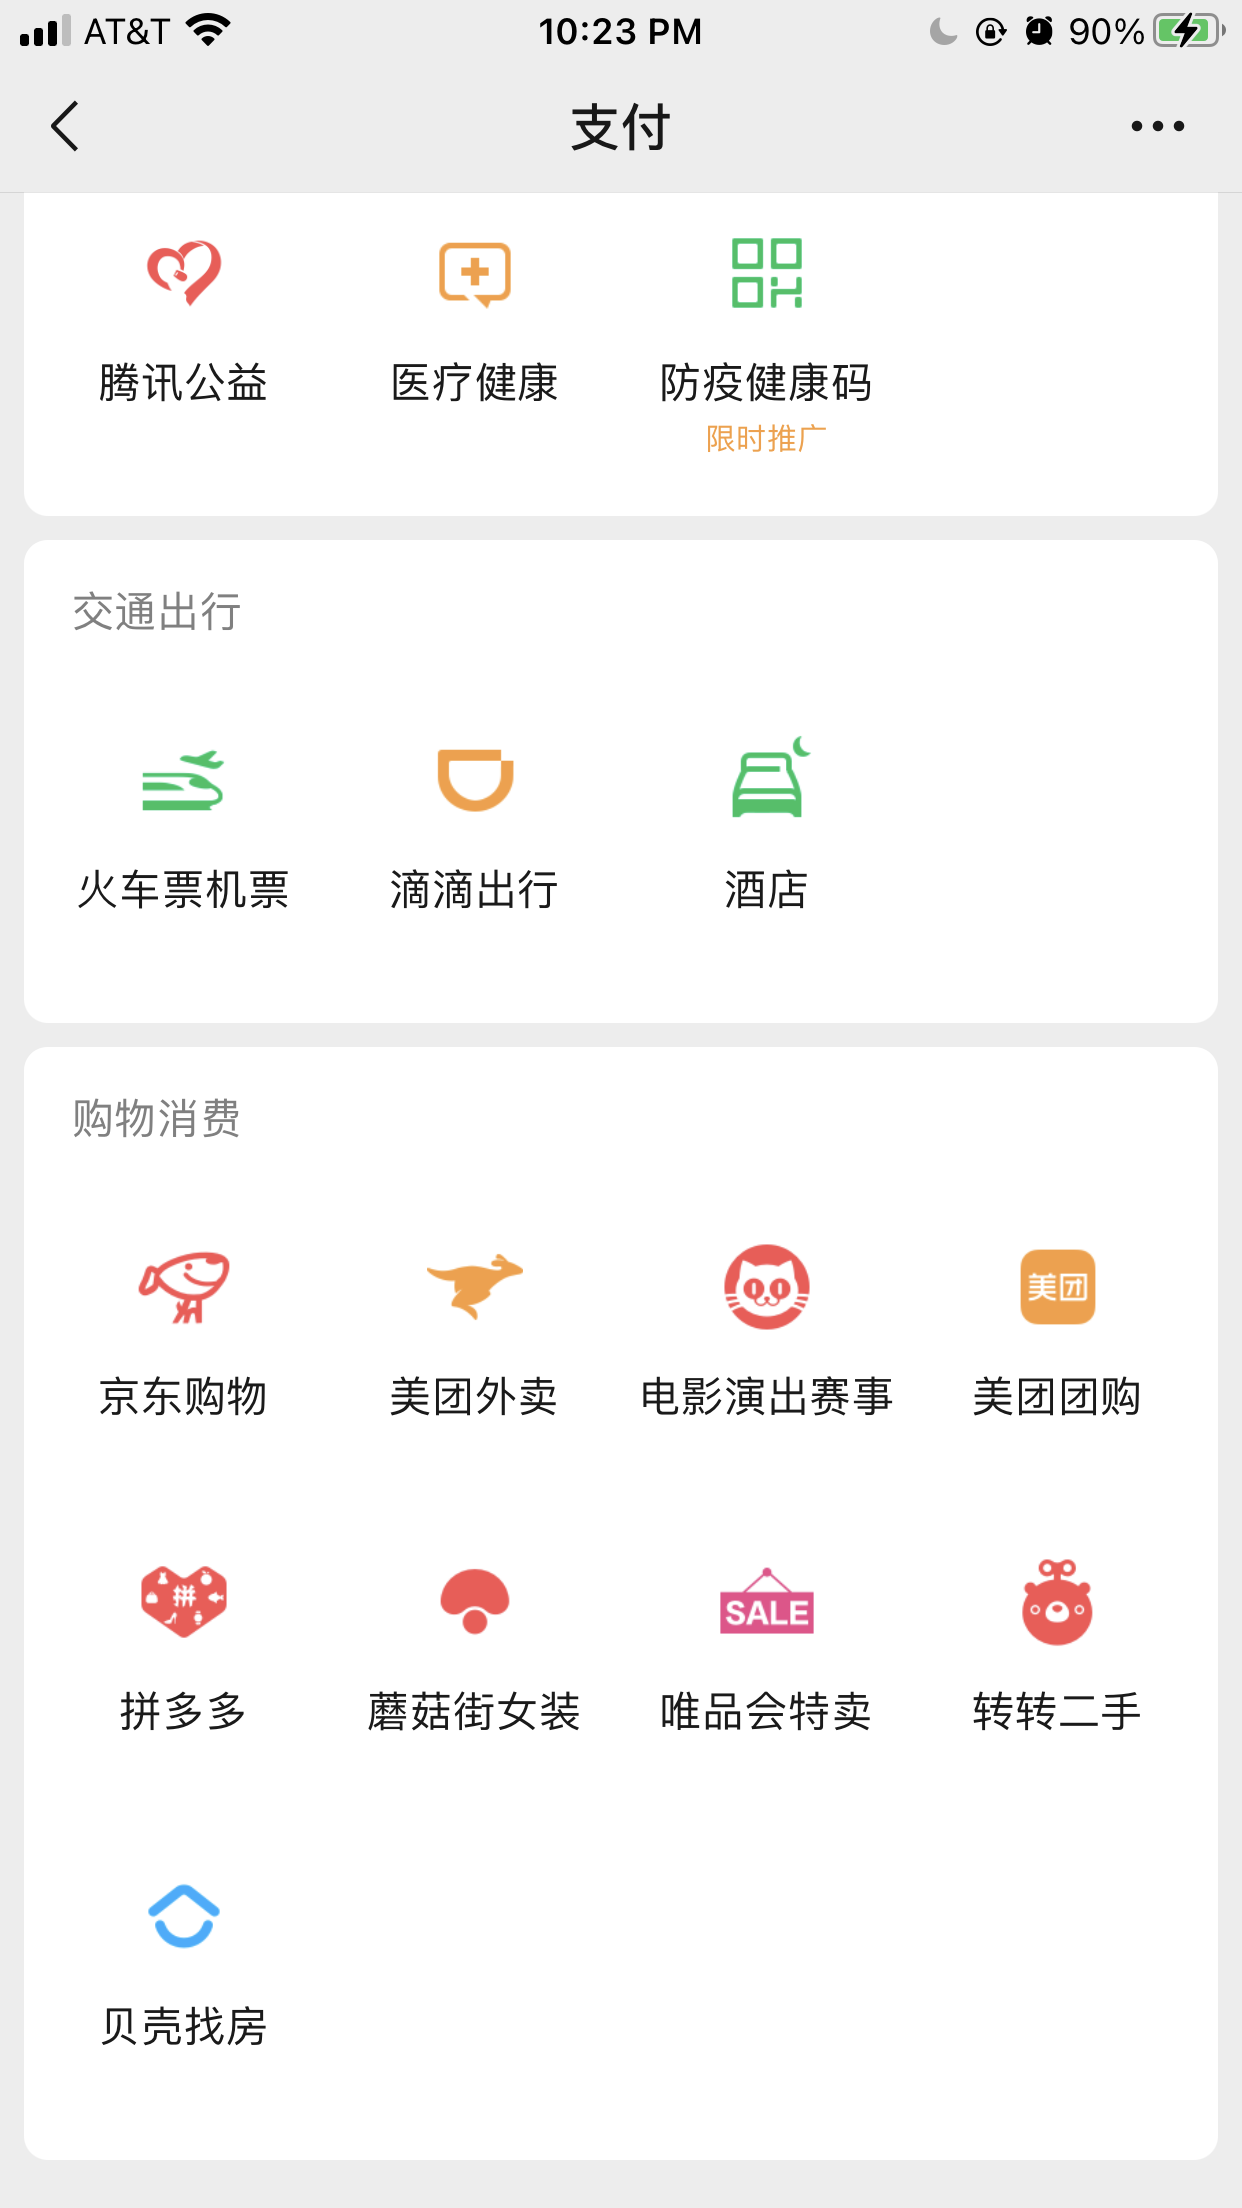 AT&T 10:23 PM 90%
支付
腾讯公益 医疗健康 防疫健康码
限时推广
交通出行
火车票机票 滴滴出行 酒店
购物消费
美团
京东购物 美团外卖 电影演出赛事 美团团购
拼 SALE
拼多多 蘑菇街女装 唯品会特卖 转转二手
贝壳找房